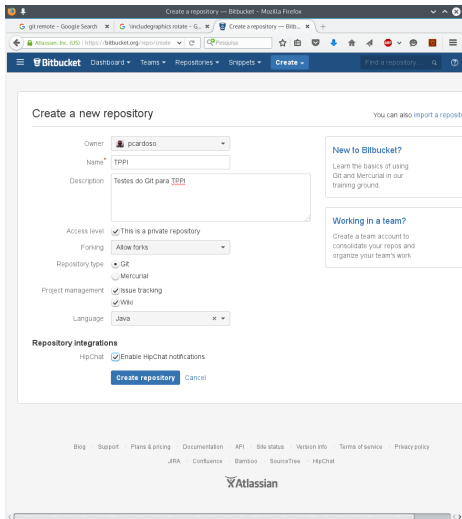 Create a repository — Bitbucket - Mozilla Firefox
git remote - Google Search
\includegraphics rotate - G...
Create a repository — Bitb...
Atlassian, Inc. (US) https://bitbucket.org/repo/create
Pesquise
Bitbucket Dashboard Teams Repositories Snippets Create Find a repository...
Create a new repository
You can also import a reposit
Owner pcardoso
Name* TPPI
Description Testes do Git para TPPI
Access level This is a private repository
Forking Allow forks
Repository type Git
Mercurial
Project management Issue tracking
Wiki
Language Java
Repository integrations
HipChat Enable HipChat notifications
Create repository Cancel
New to Bitbucket?
Learn the basics of using
Git and Mercurial in our
training ground.
Working in a team?
Create a team account to
consolidate your repos and
organize your team's work
Blog · Support · Plans & pricing · Documentation · API · Site status · Version info · Terms of service · Privacy policy
JIRA · Confluence · Bamboo · SourceTree · HipChat
Atlassian